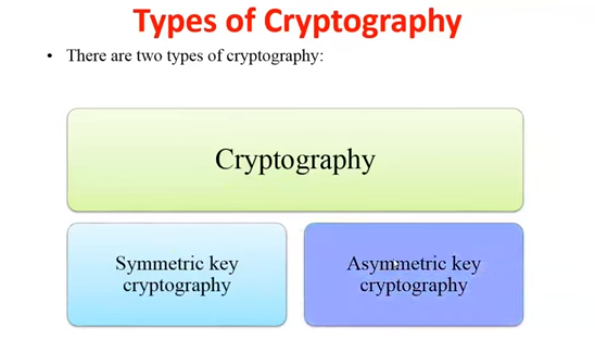 Types of Cryptography
• There are two types of cryptography:
Cryptography
Symmetric key
cryptography
Asymmetric key
cryptography